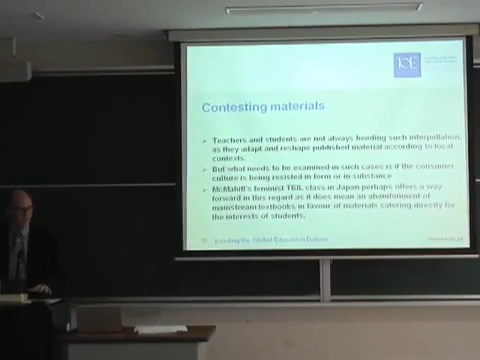 IOE
Contesting materials
Teachers and students are not always heeding such interpellation,
as they adapt and reshape published material according to local
contexts.
But what needs to be examined in such cases is if the consumer
culture is being resisted in form or in substance
McMahill's feminist TEIL class in Japan perhaps offers a way
forward in this regard as it does mean an abandonment of
mainstream textbooks in favour of materials catering directly for
the interests of students.
Leading the Global Education Debate